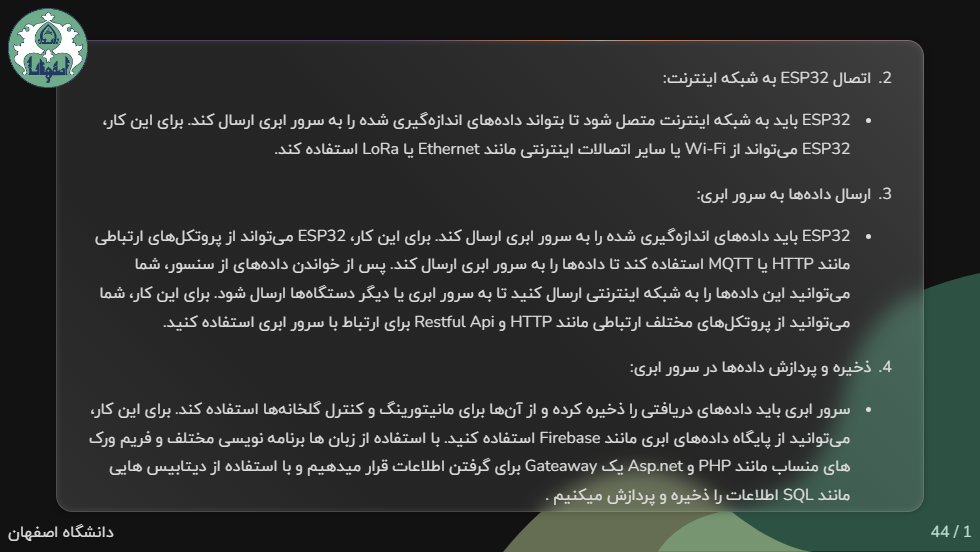 2. اتصال ESP32 به شبکه اینترنت:
• ESP32 باید به شبکه اینترنت متصل شود تا بتواند داده‌های اندازه‌گیری شده را به سرور ابری ارسال کند. برای این کار،
ESP32 می‌تواند از Wi-Fi یا سایر اتصالات اینترنتی مانند Ethernet یا LoRa استفاده کند.
3. ارسال داده‌ها به سرور ابری:
• ESP32 باید داده‌های اندازه‌گیری شده را به سرور ابری ارسال کند. برای این کار، ESP32 می‌تواند از پروتکل‌های ارتباطی
مانند HTTP یا MQTT استفاده کند تا داده‌ها را به سرور ابری ارسال کند. پس از خواندن داده‌های از سنسور، شما
می‌توانید این داده‌ها را به شبکه اینترنتی ارسال کنید تا به سرور ابری یا دیگر دستگاه‌ها ارسال شود. برای این کار، شما
می‌توانید از پروتکل‌های مختلف ارتباطی مانند HTTP و Restful Api برای ارتباط با سرور ابری استفاده کنید.
4. ذخیره و پردازش داده‌ها در سرور ابری:
• سرور ابری باید داده‌های دریافتی را ذخیره کرده و از آن‌ها برای مانیتورینگ و کنترل گلخانه‌ها استفاده کند. برای این کار،
می‌توانید از پایگاه داده‌های ابری مانند Firebase استفاده کنید. با استفاده از زبان ها برنامه نویسی مختلف و فریم ورک
های منساب مانند PHP و Asp.net یک Gateaway برای گرفتن اطلاعات قرار میدهیم و با استفاده از دیتابیس هایی
مانند SQL اطلاعات را ذخیره و پردازش میکنیم .
دانشگاه اصفهان
44 / 1